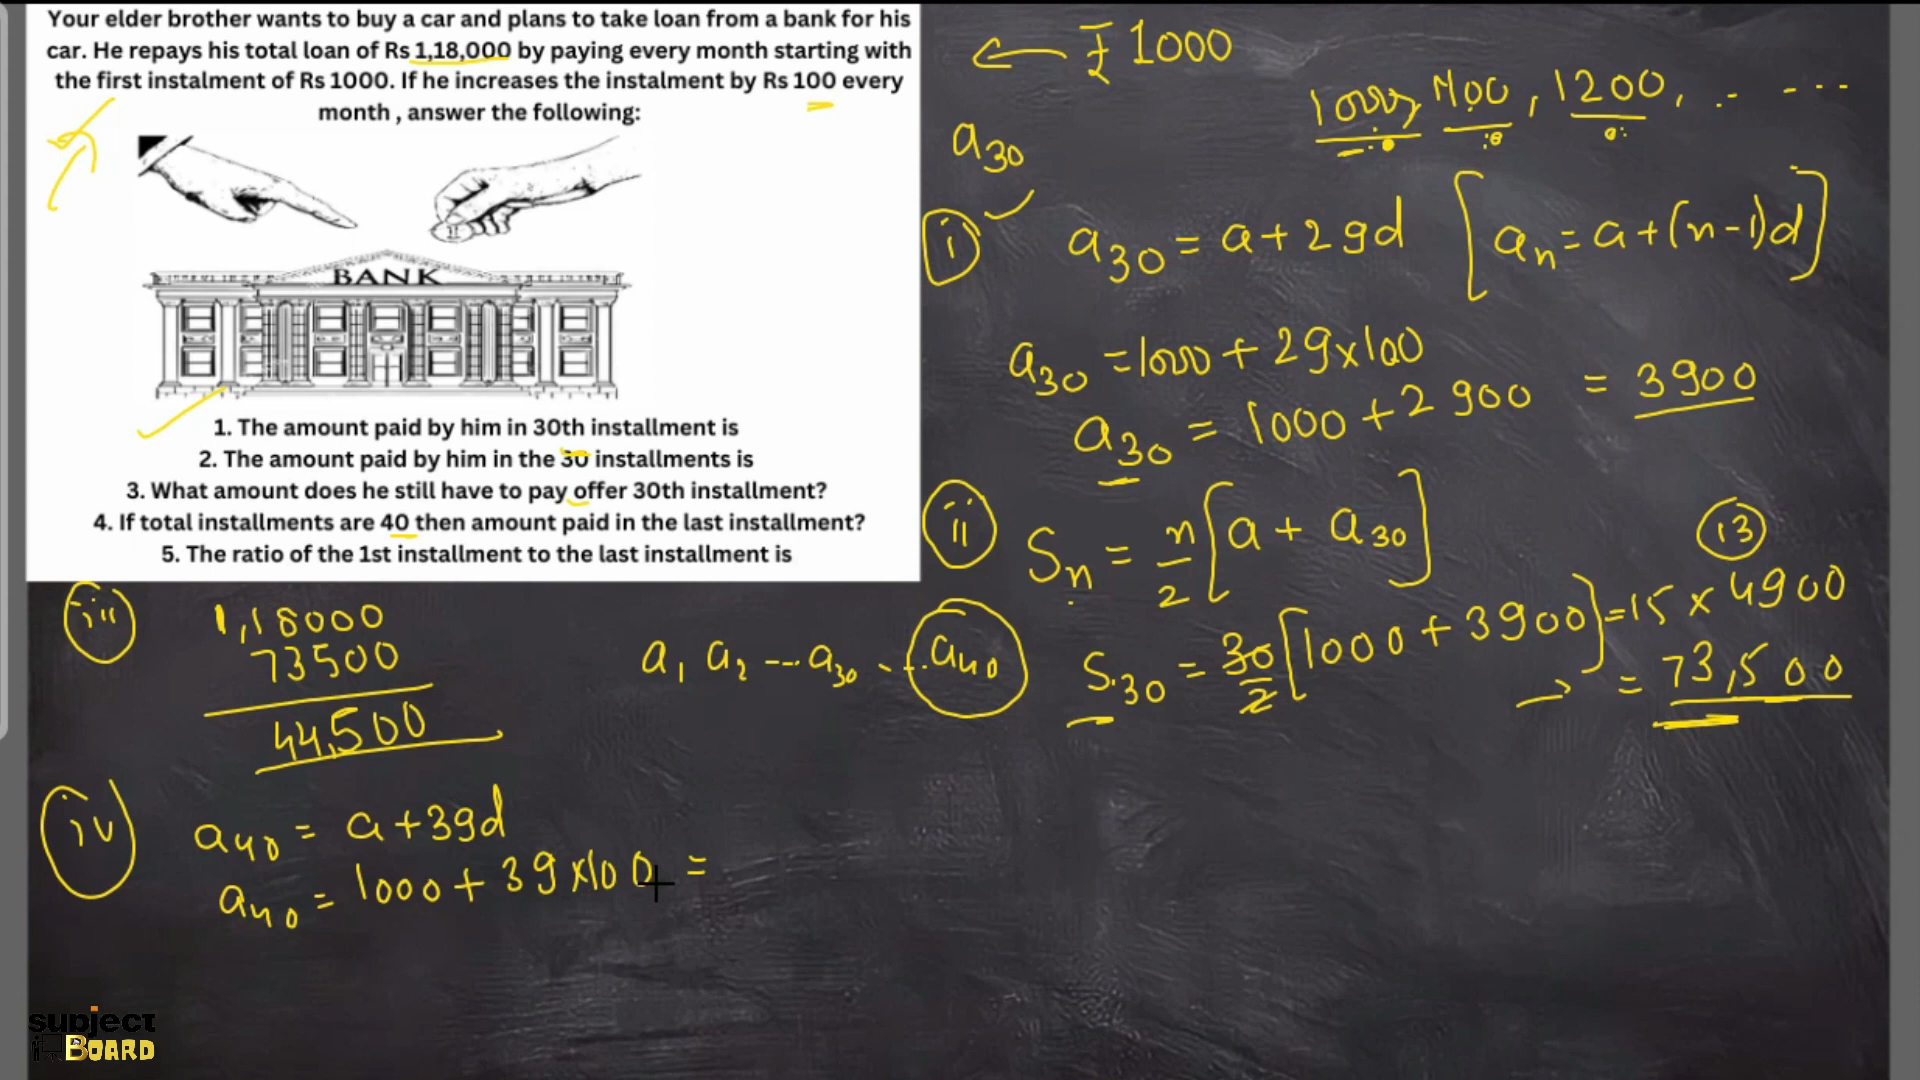 Your elder brother wants to buy a car and plans to take loan from a bank for his
car. He repays his total loan of Rs 1,18,000 by paying every month starting with
the first instalment of Rs 1000. If he increases the instalment by Rs 100 every
month , answer the following:
BANK
1. The amount paid by him in 30th installment is
2. The amount paid by him in the 30 installments is
3. What amount does he still have to pay offer 30th installment?
4. If total installments are 40 then amount paid in the last installment?
5. The ratio of the 1st installment to the last installment is
← ₹ 1000
1000, 1100, 1200, .. ...
a30
(i) a30 = a + 29d [an = a + (n-1)d]
a30 = 1000 + 29×100
a30 = 1000 + 2900 = 3900
(ii) Sn = n/2 [a + a30]
(13)
S30 = 30/2 [1000 + 3900] = 15 × 4900
→ = 73,500
(iii) 1,18000
73500
44,500
a1 a2 --- a30 - -. a40
(iv) a40 = a + 39d
a40 = 1000 + 39×100 =
subject
BOARD